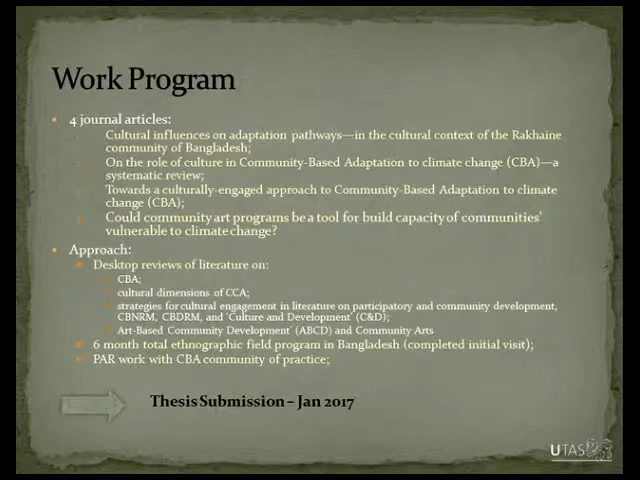 Work Program
4 journal articles:
Cultural influences on adaptation pathways—in the cultural context of the Rakhaine
community of Bangladesh;
On the role of culture in Community-Based Adaptation to climate change (CBA)—a
systematic review;
Towards a culturally-engaged approach to Community-Based Adaptation to climate
change (CBA);
Could community art programs be a tool for build capacity of communities'
vulnerable to climate change?
Approach:
Desktop reviews of literature on:
CBA;
cultural dimensions of CCA;
strategies for cultural engagement in literature on participatory and community development,
CBNRM, CBDRM, and 'Culture and Development' (C&D);
Art-Based Community Development' (ABCD) and Community Arts
6 month total ethnographic field program in Bangladesh (completed initial visit);
PAR work with CBA community of practice;
Thesis Submission – Jan 2017
UTAS